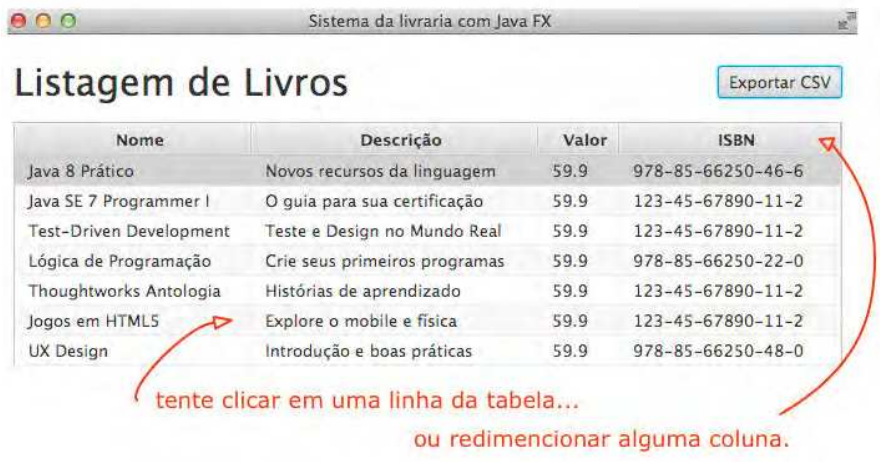 Sistema da livraria com Java FX
Listagem de Livros
Exportar CSV
Nome Descrição Valor ISBN
Java 8 Prático Novos recursos da linguagem 59.9 978-85-66250-46-6
Java SE 7 Programmer I O guia para sua certificação 59.9 123-45-67890-11-2
Test-Driven Development Teste e Design no Mundo Real 59.9 123-45-67890-11-2
Lógica de Programação Crie seus primeiros programas 59.9 978-85-66250-22-0
Thoughtworks Antologia Histórias de aprendizado 59.9 123-45-67890-11-2
Jogos em HTML5 Explore o mobile e física 59.9 123-45-67890-11-2
UX Design Introdução e boas práticas 59.9 978-85-66250-48-0
tente clicar em uma linha da tabela...
ou redimencionar alguma coluna.